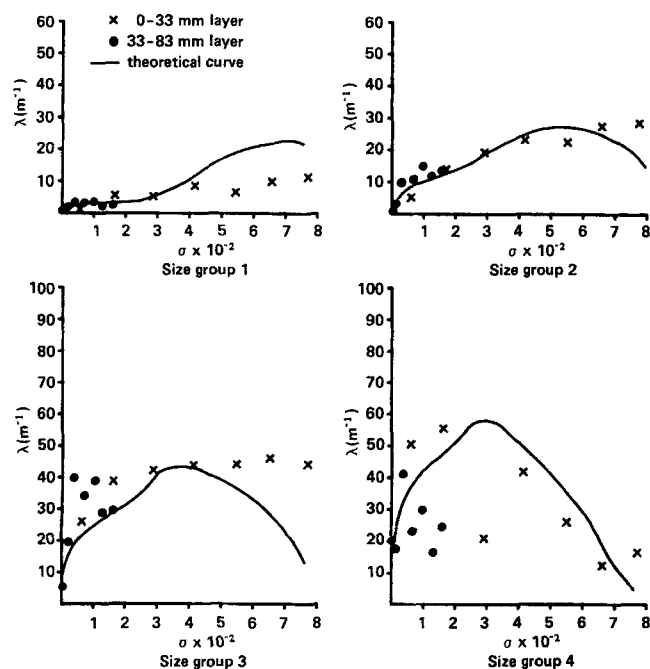 × 0-33 mm layer
● 33-83 mm layer
— theoretical curve
60
50
40
30
20
10
λ(m⁻¹)
1 2 3 4 5 6 7 8
σ x 10⁻²
Size group 1
60
50
40
30
20
10
λ(m⁻¹)
1 2 3 4 5 6 7 8
σ x 10⁻²
Size group 2
100
90
80
70
60
50
40
30
20
10
λ(m⁻¹)
1 2 3 4 5 6 7 8
σ x 10⁻²
Size group 3
100
90
80
70
60
50
40
30
20
10
λ(m⁻¹)
1 2 3 4 5 6 7 8
σ x 10⁻²
Size group 4